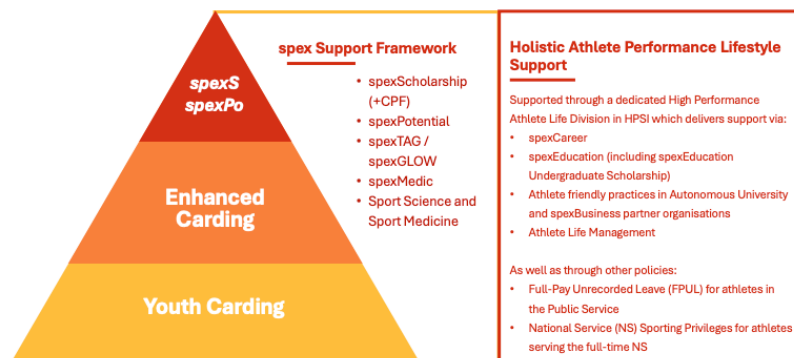 spexS
spexPo
Enhanced
Carding
Youth Carding
spex Support Framework
• spexScholarship
(+CPF)
• spexPotential
• spexTAG /
spexGLOW
• spexMedic
• Sport Science and
Sport Medicine
Holistic Athlete Performance Lifestyle
Support
Supported through a dedicated High Performance
Athlete Life Division in HPSI which delivers support via:
• spexCareer
• spexEducation (including spexEducation
Undergraduate Scholarship)
• Athlete friendly practices in Autonomous University
and spexBusiness partner organisations
• Athlete Life Management
As well as through other policies:
• Full-Pay Unrecorded Leave (FPUL) for athletes in
the Public Service
• National Service (NS) Sporting Privileges for athletes
serving the full-time NS